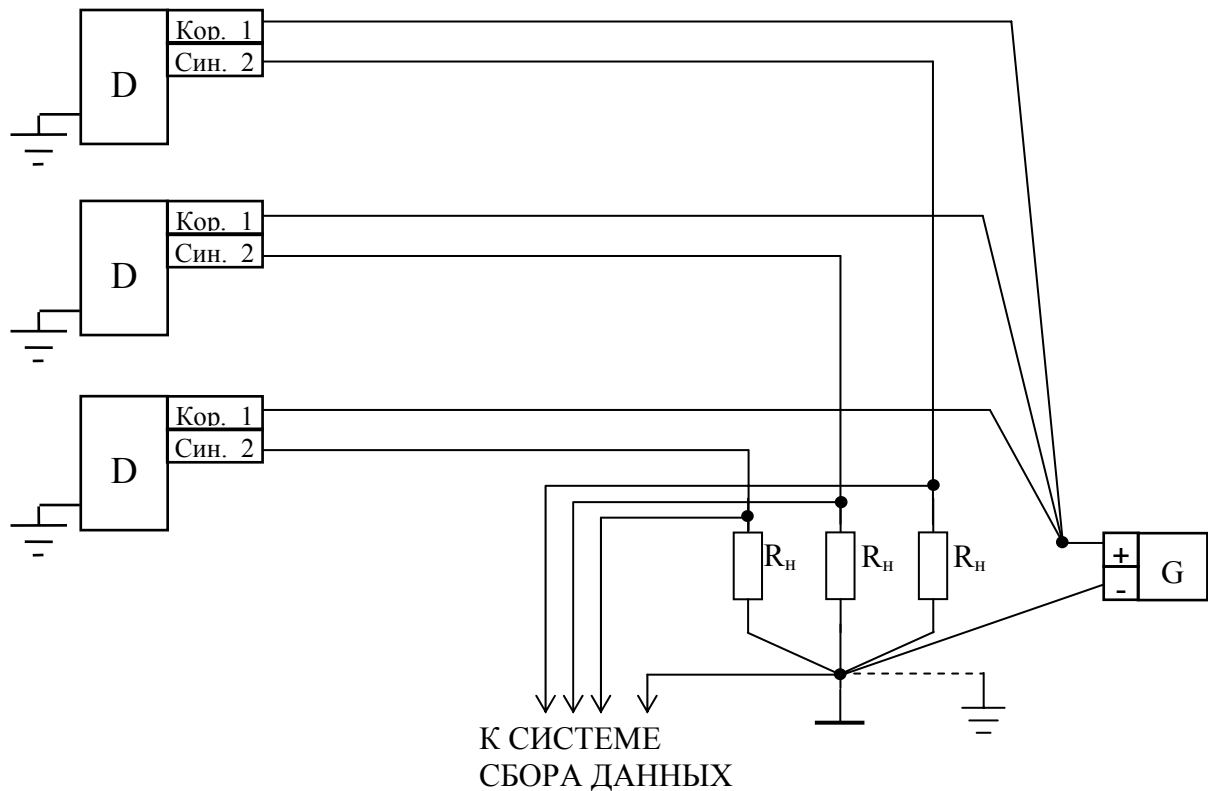 Кор. 1
Син. 2
D
Кор. 1
Син. 2
D
Кор. 1
Син. 2
D
Rн
Rн
Rн
+
-
G
К СИСТЕМЕ
СБОРА ДАННЫХ